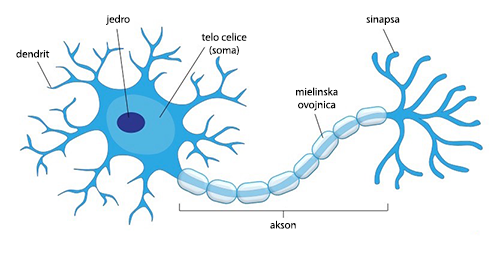 jedro
sinapsa
telo celice
(soma)
dendrit
mielinska
ovojnica
akson